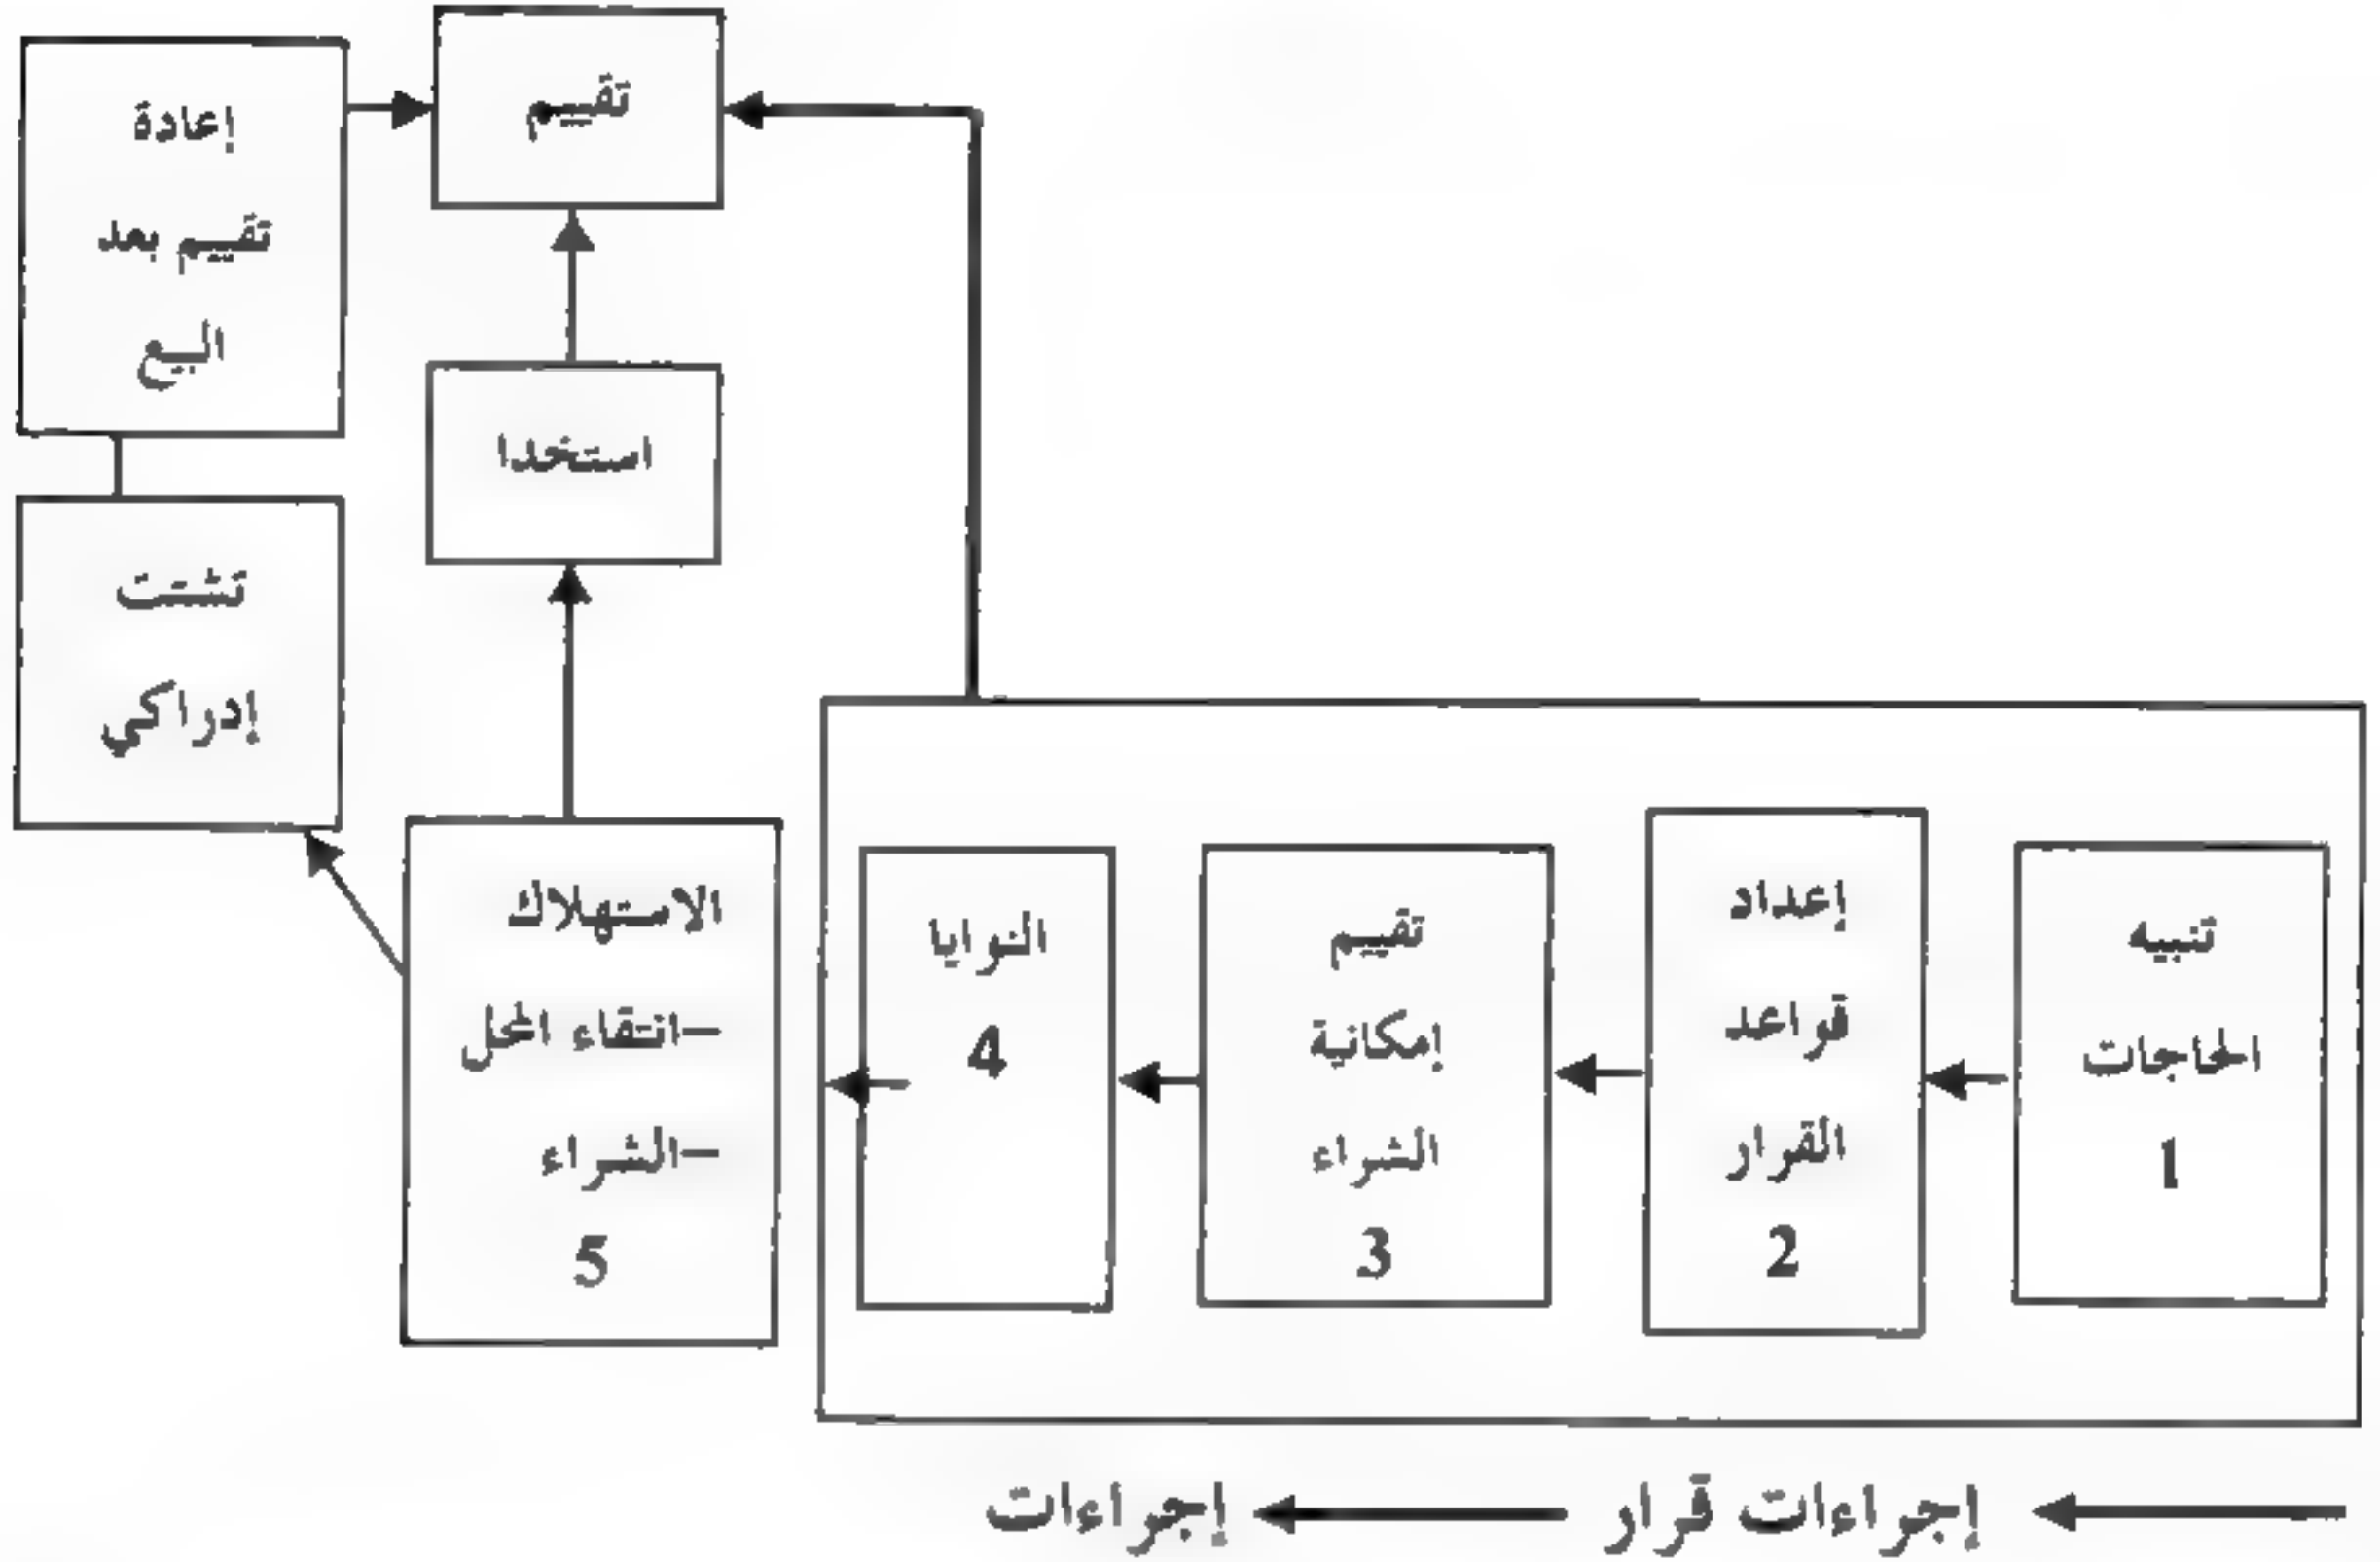 إعادة
تقيم بعد
البيع
تقيم
استخدا
تشتت
إدراكي
الاستهلاك
–انتقاء المحل
–الشراء
5
النوايا
4
تقيم
إمكانية
الشراء
3
إعداد
قواعد
القرار
2
تنبيه
الحاجات
1
إجراءات قرار
إجراءات